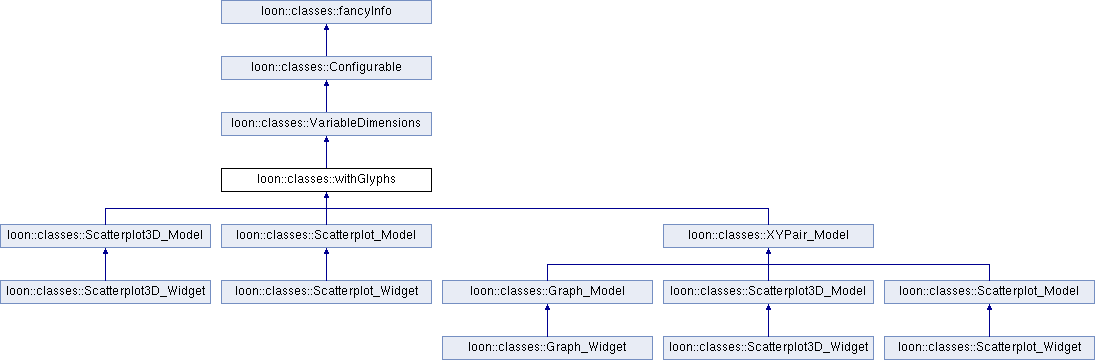 loon::classes::fancyInfo
loon::classes::Configurable
loon::classes::VariableDimensions
loon::classes::withGlyphs
loon::classes::Scatterplot3D_Model
loon::classes::Scatterplot_Model
loon::classes::XYPair_Model
loon::classes::Scatterplot3D_Widget
loon::classes::Scatterplot_Widget
loon::classes::Graph_Model
loon::classes::Scatterplot3D_Model
loon::classes::Scatterplot_Model
loon::classes::Graph_Widget
loon::classes::Scatterplot3D_Widget
loon::classes::Scatterplot_Widget